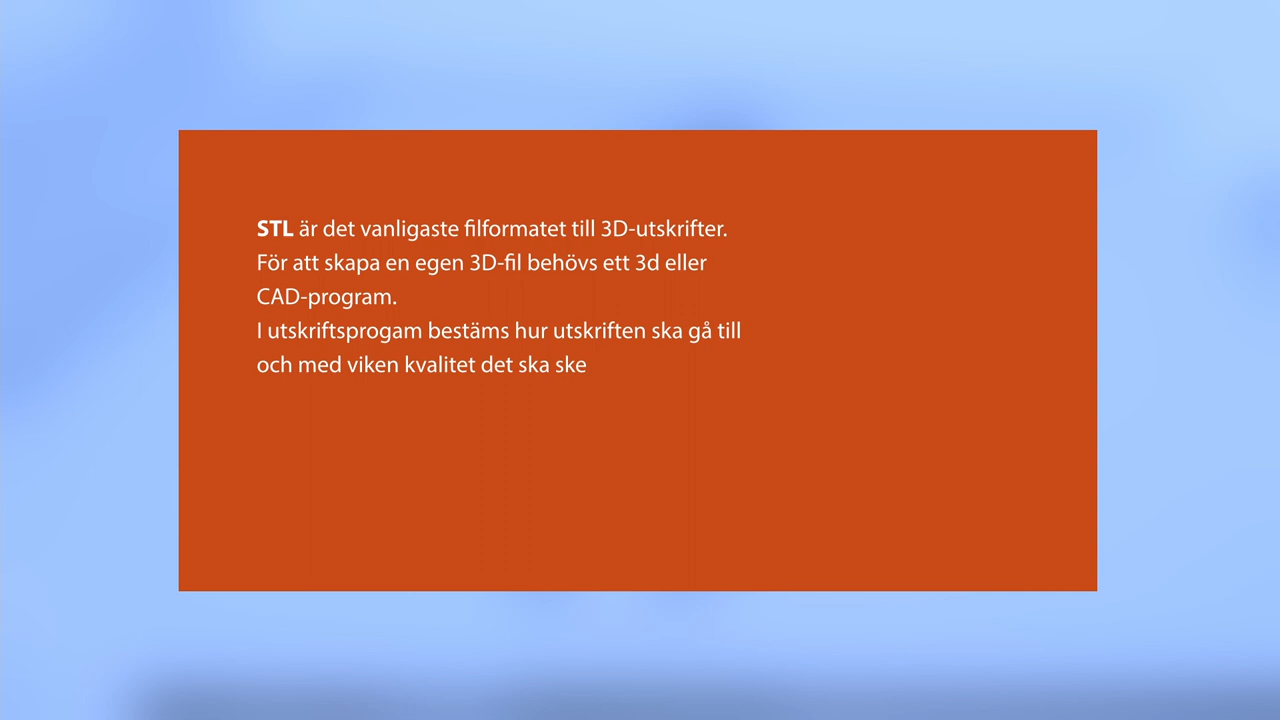 STL är det vanligaste filformatet till 3D-utskrifter.
För att skapa en egen 3D-fil behövs ett 3d eller
CAD-program.
I utskriftsprogam bestäms hur utskriften ska gå till
och med viken kvalitet det ska ske